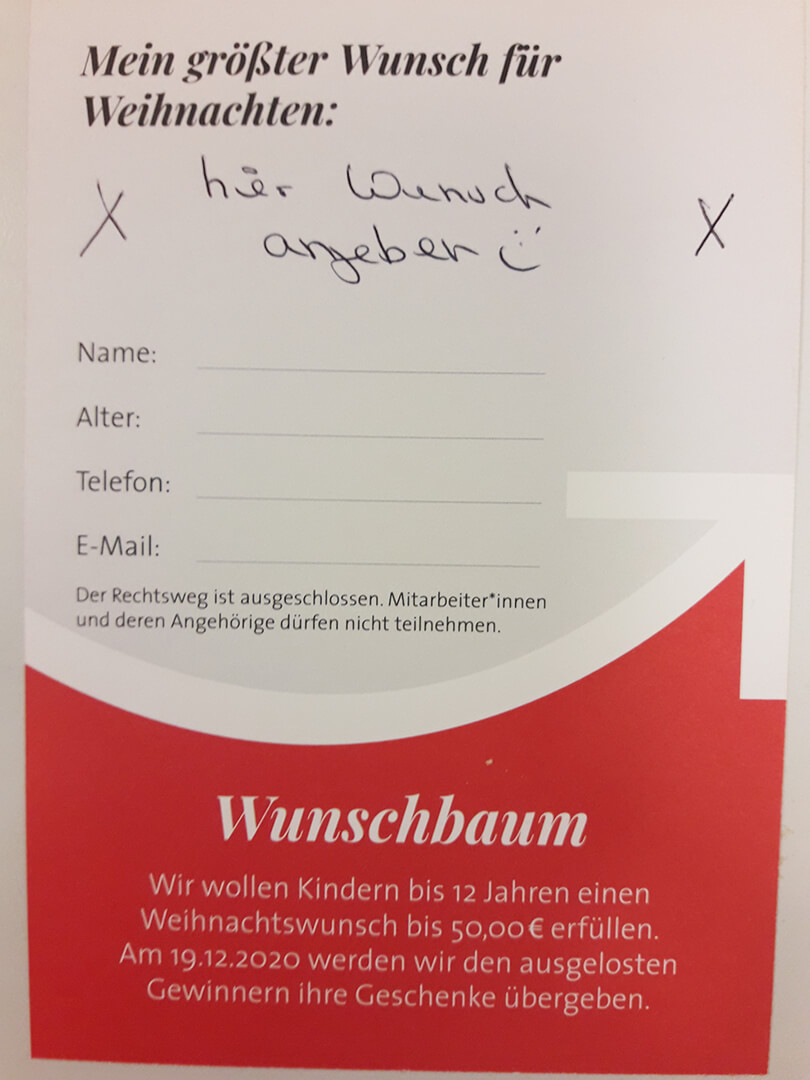 Mein größter Wunsch für
Weihnachten:
hier Wunsch
angeben
X X
Name:
Alter:
Telefon:
E-Mail:
Der Rechtsweg ist ausgeschlossen. Mitarbeiter*innen
und deren Angehörige dürfen nicht teilnehmen.
Wunschbaum
Wir wollen Kindern bis 12 Jahren einen
Weihnachtswunsch bis 50,00 € erfüllen.
Am 19.12.2020 werden wir den ausgelosten
Gewinnern ihre Geschenke übergeben.